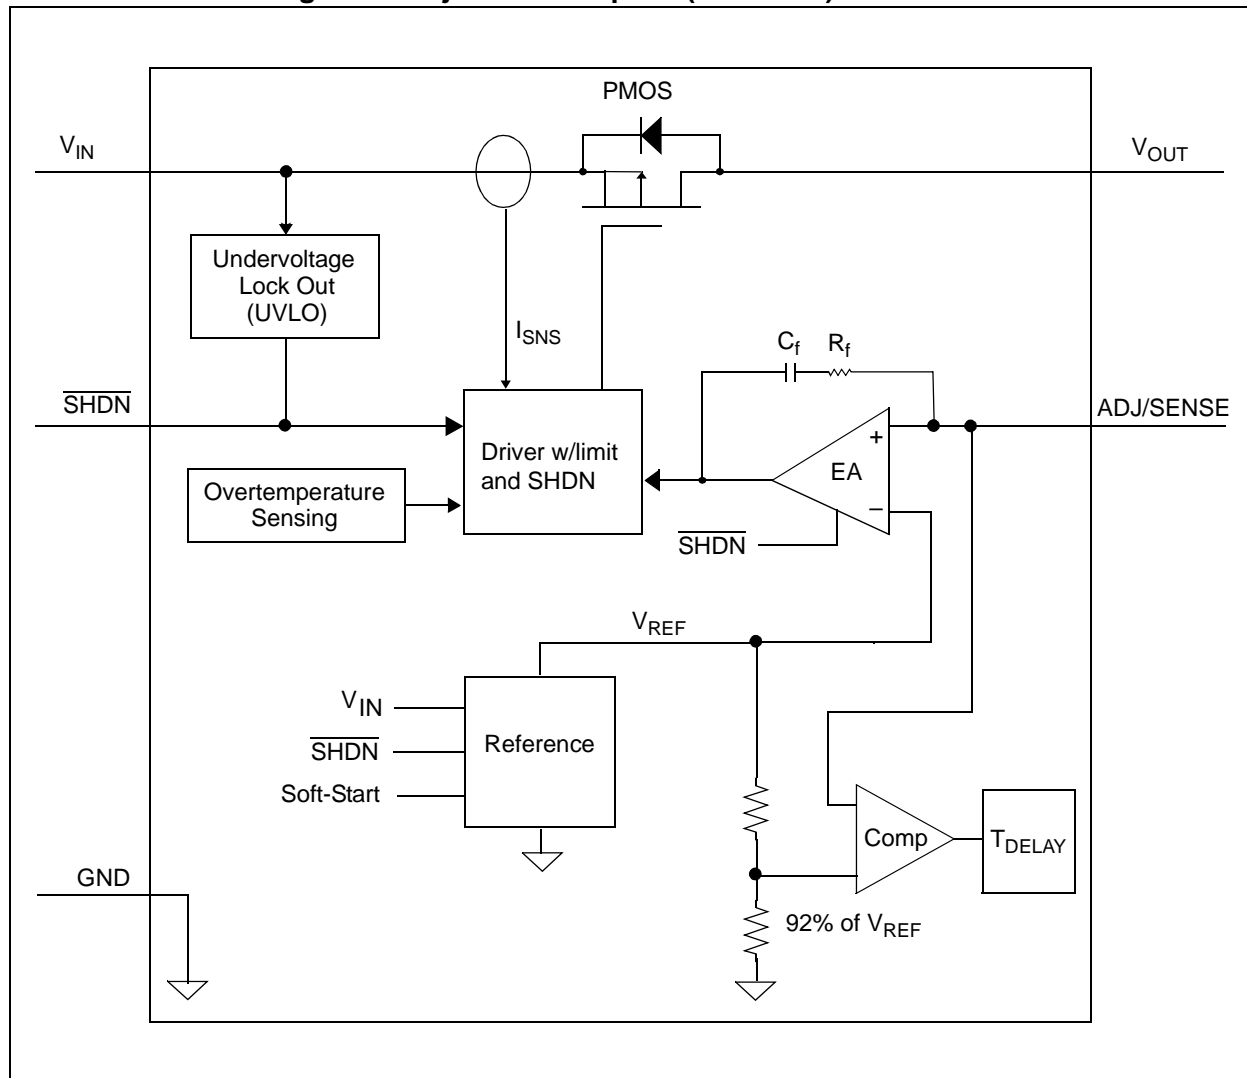 PMOS
V_IN
V_OUT
Undervoltage
Lock Out
(UVLO)
I_SNS
C_f
R_f
SHDN
ADJ/SENSE
+
Driver w/limit
and SHDN
EA
Overtemperature
Sensing
–
SHDN
V_REF
V_IN
SHDN
Reference
Soft-Start
Comp
T_DELAY
GND
92% of V_REF